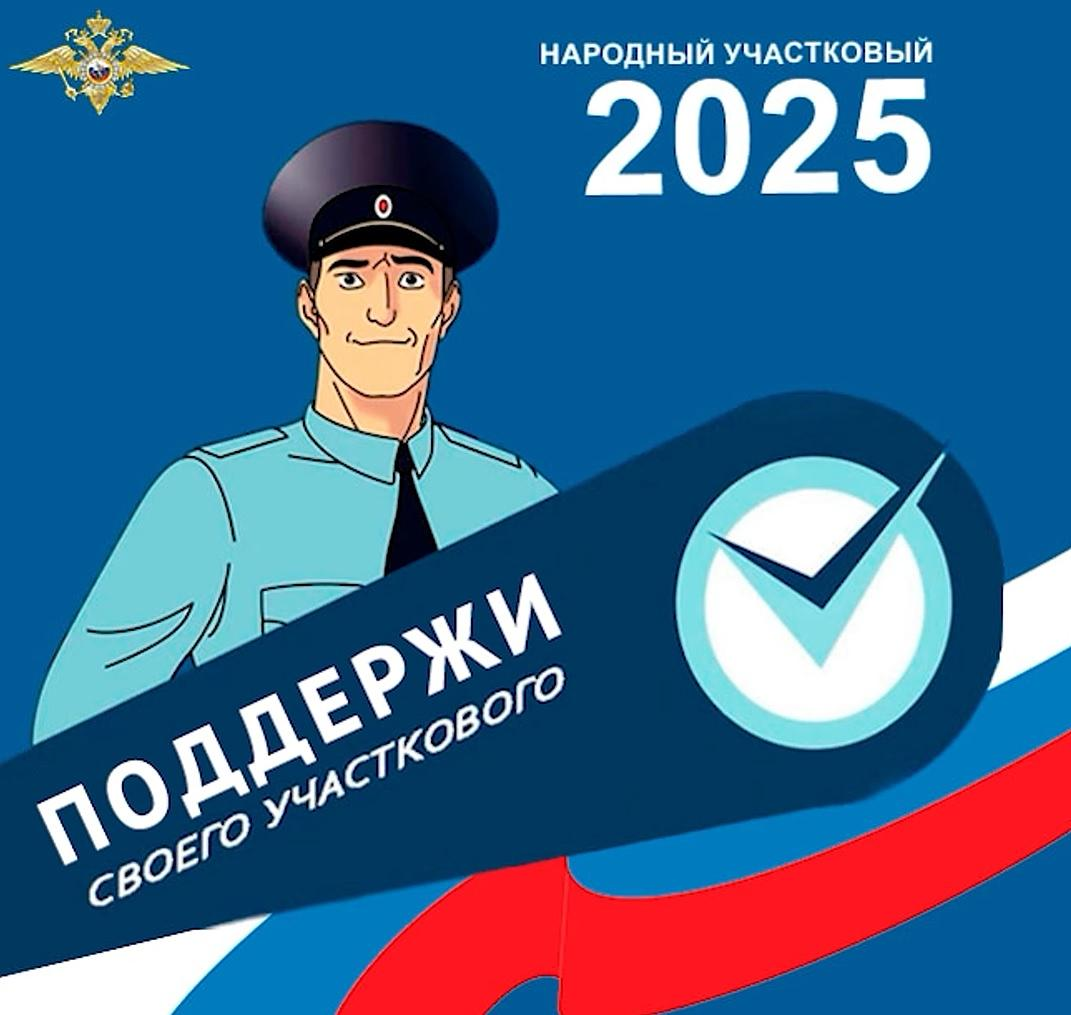 НАРОДНЫЙ УЧАСТКОВЫЙ
2025
ПОДДЕРЖИ
СВОЕГО УЧАСТКОВОГО